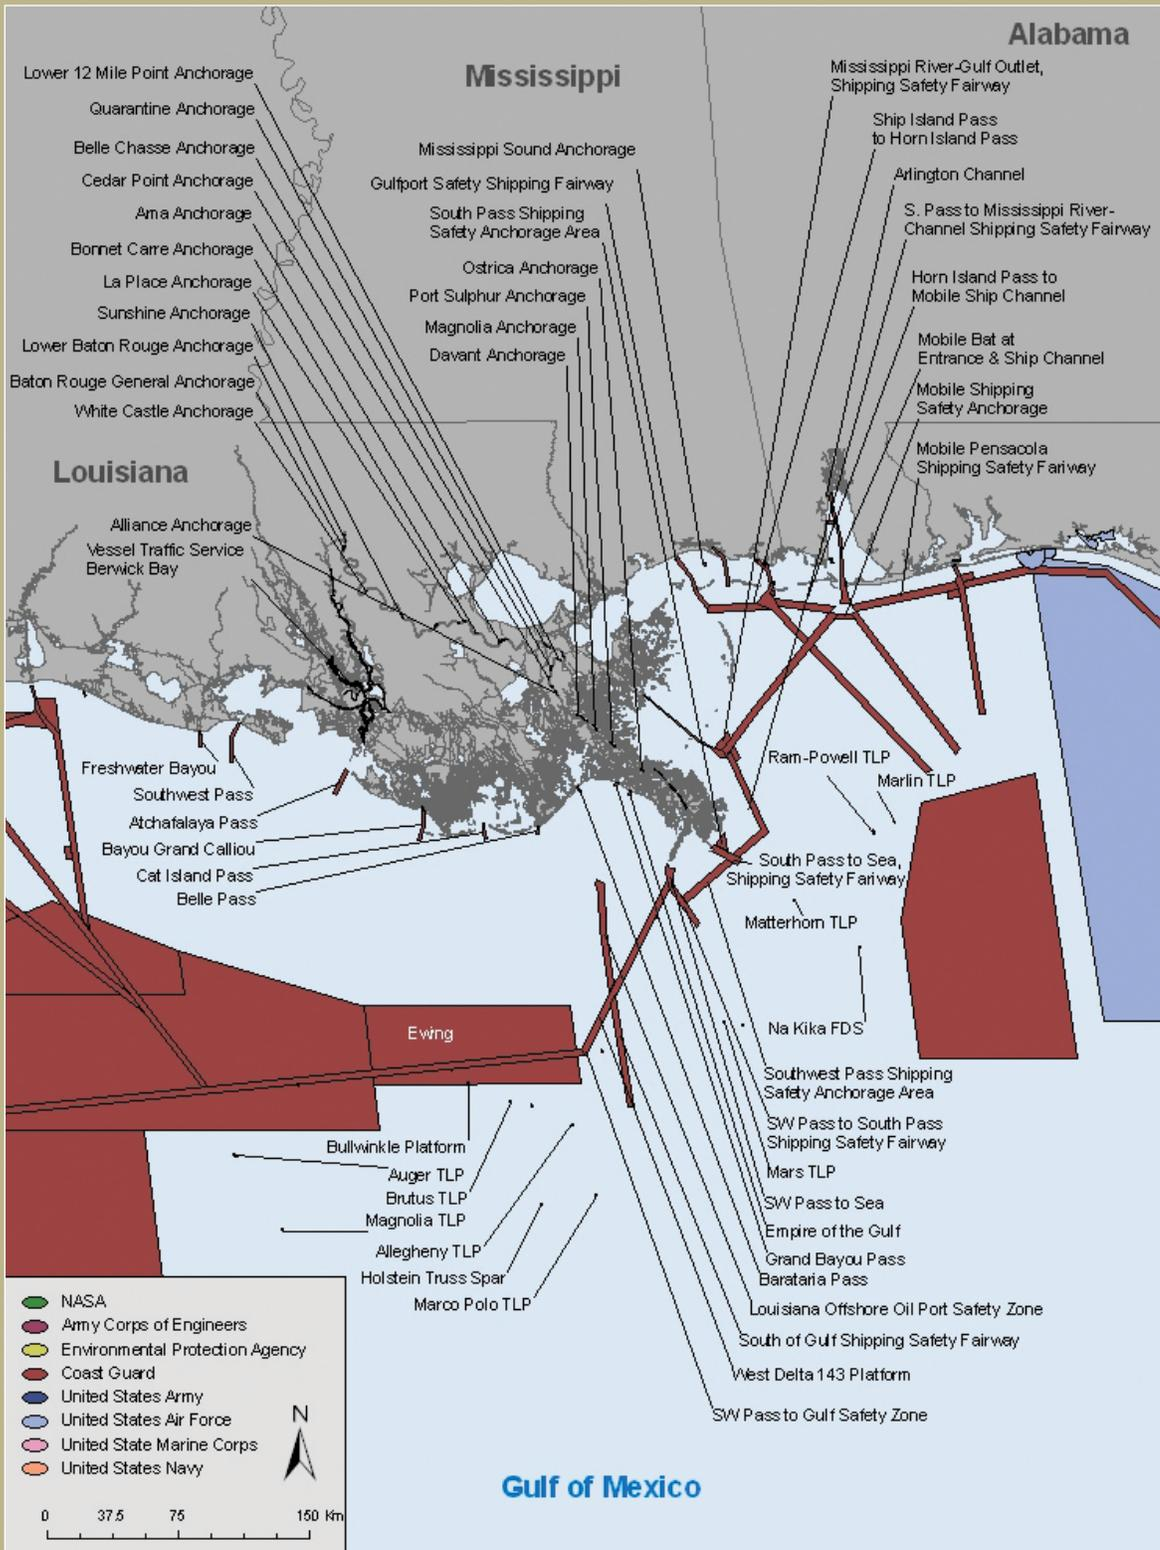 Alabama
Mississippi
Lower 12 Mile Point Anchorage
Quarantine Anchorage
Belle Chasse Anchorage
Cedar Point Anchorage
Ama Anchorage
Bonnet Carre Anchorage
La Place Anchorage
Sunshine Anchorage
Lower Baton Rouge Anchorage
Baton Rouge General Anchorage
White Castle Anchorage
Mississippi Sound Anchorage
Gulfport Safety Shipping Fairway
South Pass Shipping
Safety Anchorage Area
Ostrica Anchorage
Port Sulphur Anchorage
Magnolia Anchorage
Davant Anchorage
Mississippi River-Gulf Outlet,
Shipping Safety Fairway
Ship Island Pass
to Horn Island Pass
Arlington Channel
S. Pass to Mississippi River-
Channel Shipping Safety Fairway
Horn Island Pass to
Mobile Ship Channel
Mobile Bat at
Entrance & Ship Channel
Mobile Shipping
Safety Anchorage
Mobile Pensacola
Shipping Safety Fariway
Louisiana
Alliance Anchorage
Vessel Traffic Service
Berwick Bay
Freshwater Bayou
Southwest Pass
Atchafalaya Pass
Bayou Grand Calliou
Cat Island Pass
Belle Pass
Ram-Powell TLP
Marlin TLP
South Pass to Sea,
Shipping Safety Fariway
Matterhorn TLP
Na Kika FDS
Ewing
Southwest Pass Shipping
Safety Anchorage Area
SW Pass to South Pass
Shipping Safety Fairway
Mars TLP
SW Pass to Sea
Empire of the Gulf
Grand Bayou Pass
Barataria Pass
Louisiana Offshore Oil Port Safety Zone
South of Gulf Shipping Safety Fairway
West Delta 143 Platform
SW Pass to Gulf Safety Zone
Bullwinkle Platform
Auger TLP
Brutus TLP
Magnolia TLP
Allegheny TLP
Holstein Truss Spar
Marco Polo TLP
NASA
Army Corps of Engineers
Environmental Protection Agency
Coast Guard
United States Army
United States Air Force
United State Marine Corps
United States Navy
N
0 37.5 75 150 Km
Gulf of Mexico